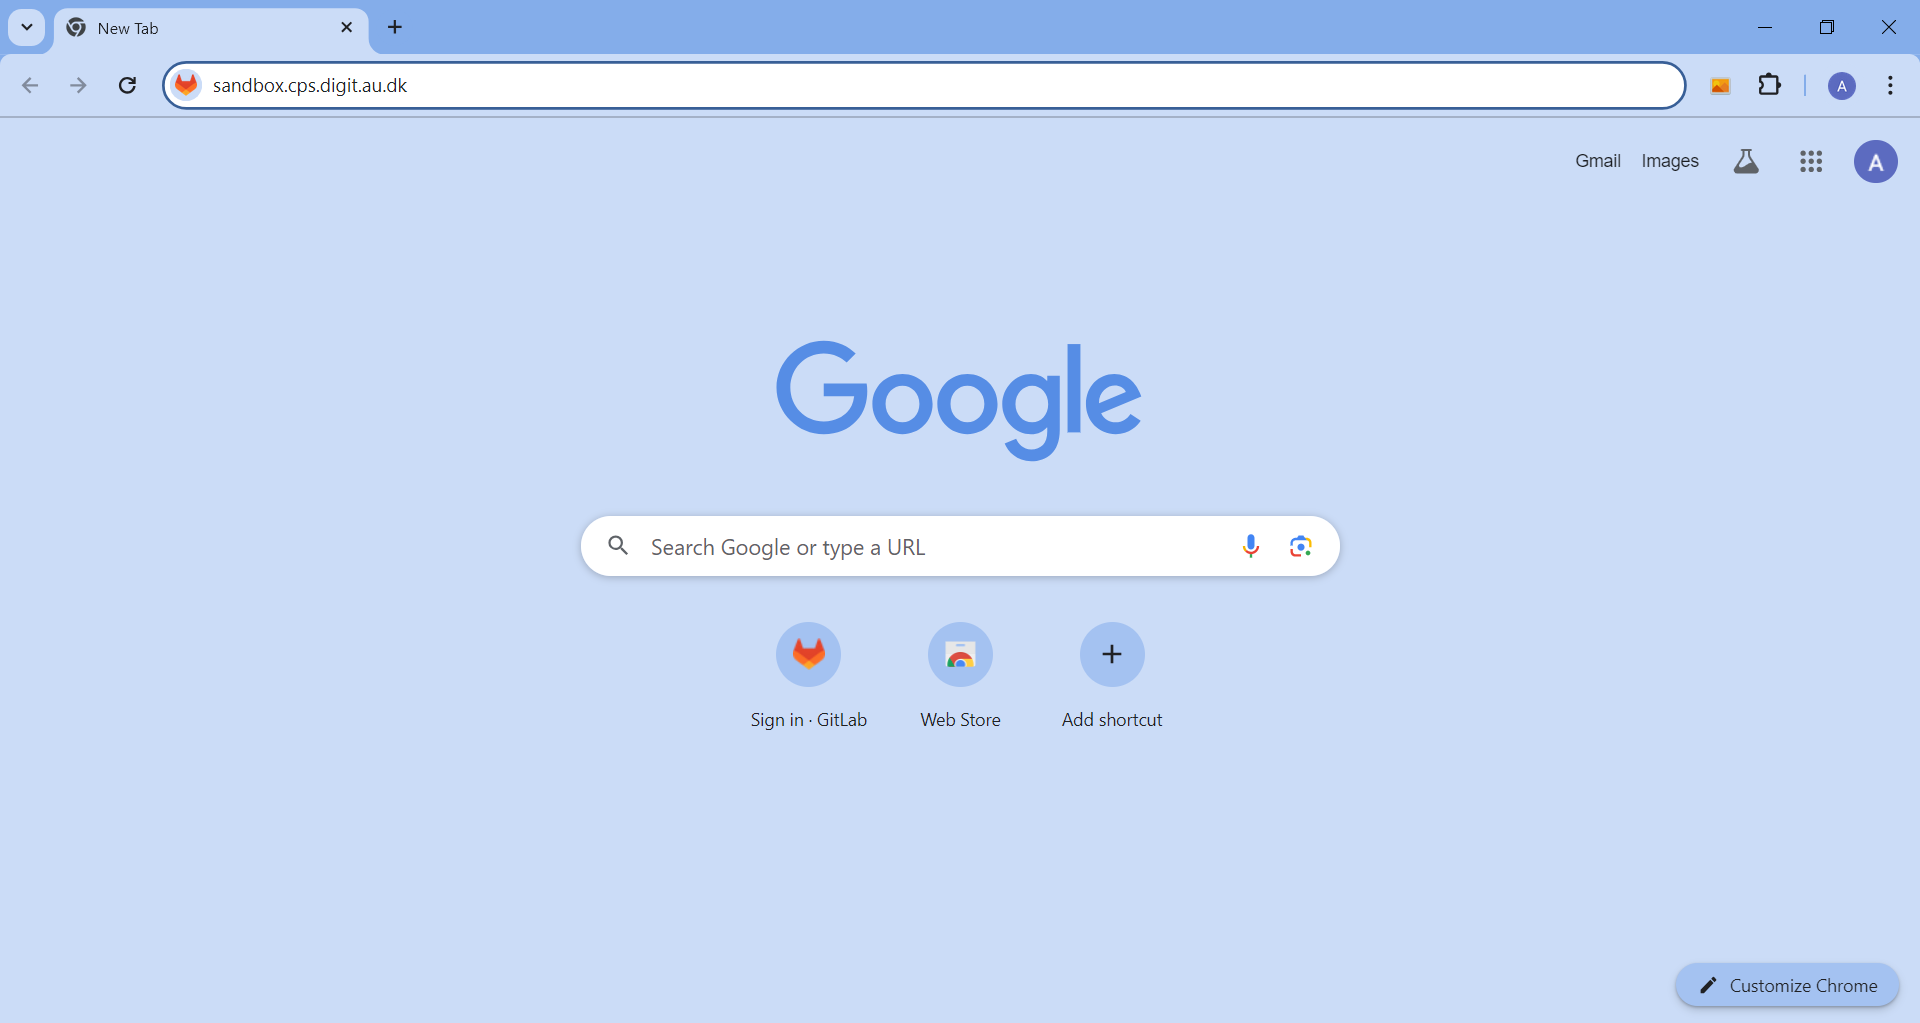 New Tab
sandbox.cps.digit.au.dk
A
Gmail Images
A
Google
Search Google or type a URL
Sign in · GitLab
Web Store
Add shortcut
Customize Chrome